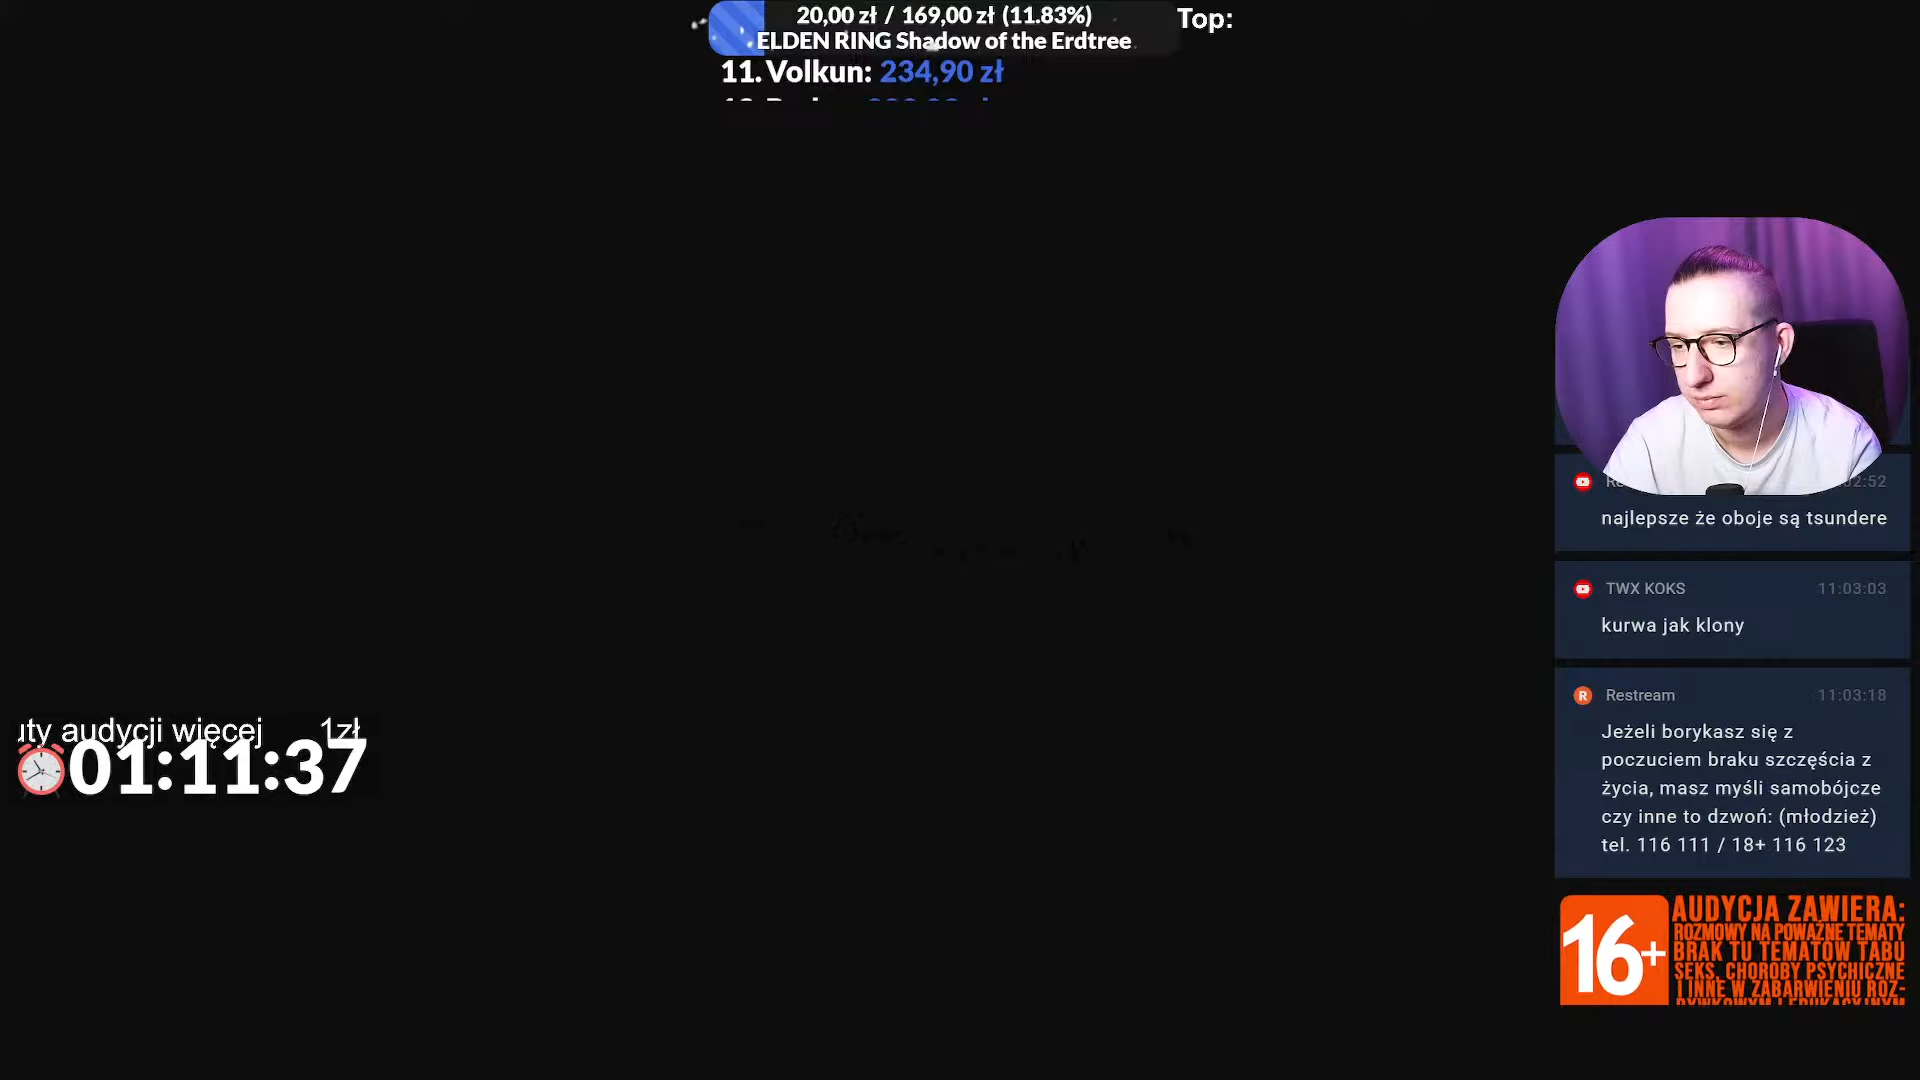 20,00 zł / 169,00 zł (11.83%)
ELDEN RING Shadow of the Erdtree
Top:
11. Volkun: 234,90 zł
najlepsze że oboje są tsundere
TWX KOKS 11:03:03
kurwa jak klony
Restream 11:03:18
Jeżeli borykasz się z
poczuciem braku szczęścia z
życia, masz myśli samobójcze
czy inne to dzwoń: (młodzież)
tel. 116 111 / 18+ 116 123
audycji więcej 1zł
01:11:37
16+
AUDYCJA ZAWIERA:
ROZMOWY NA POWAŻNE TEMATY
BRAK TU TEMATÓW TABU
SEKS, CHOROBY PSYCHICZNE
I INNE W ZABARWIENIU ROZ-